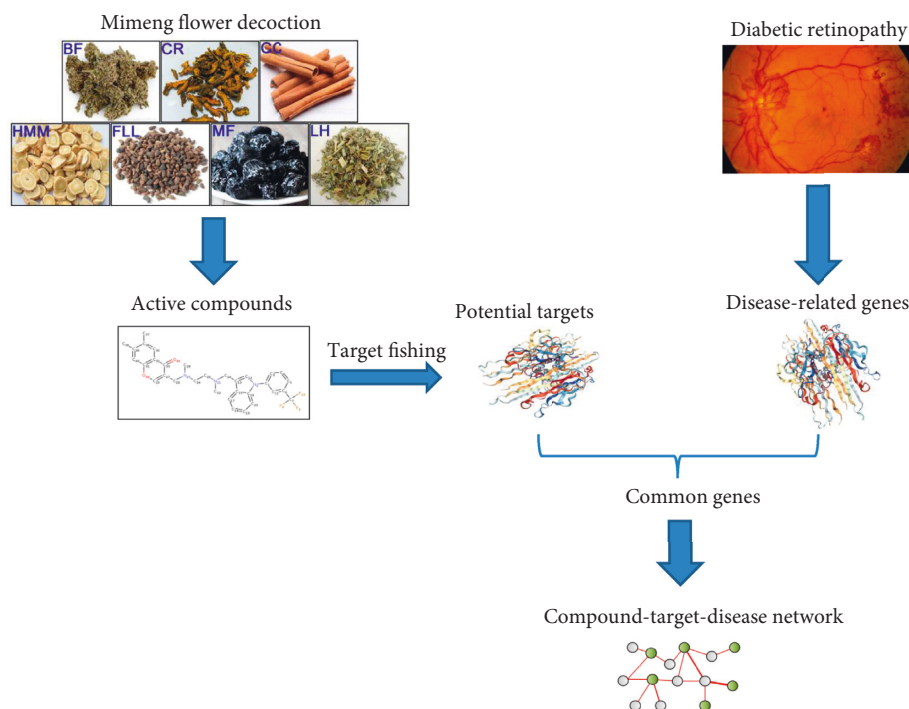 Mimeng flower decoction
Diabetic retinopathy
BF
CR
CC
HMM
FLL
MF
LH
Active compounds
Target fishing
Potential targets
Disease-related genes
Common genes
Compound-target-disease network